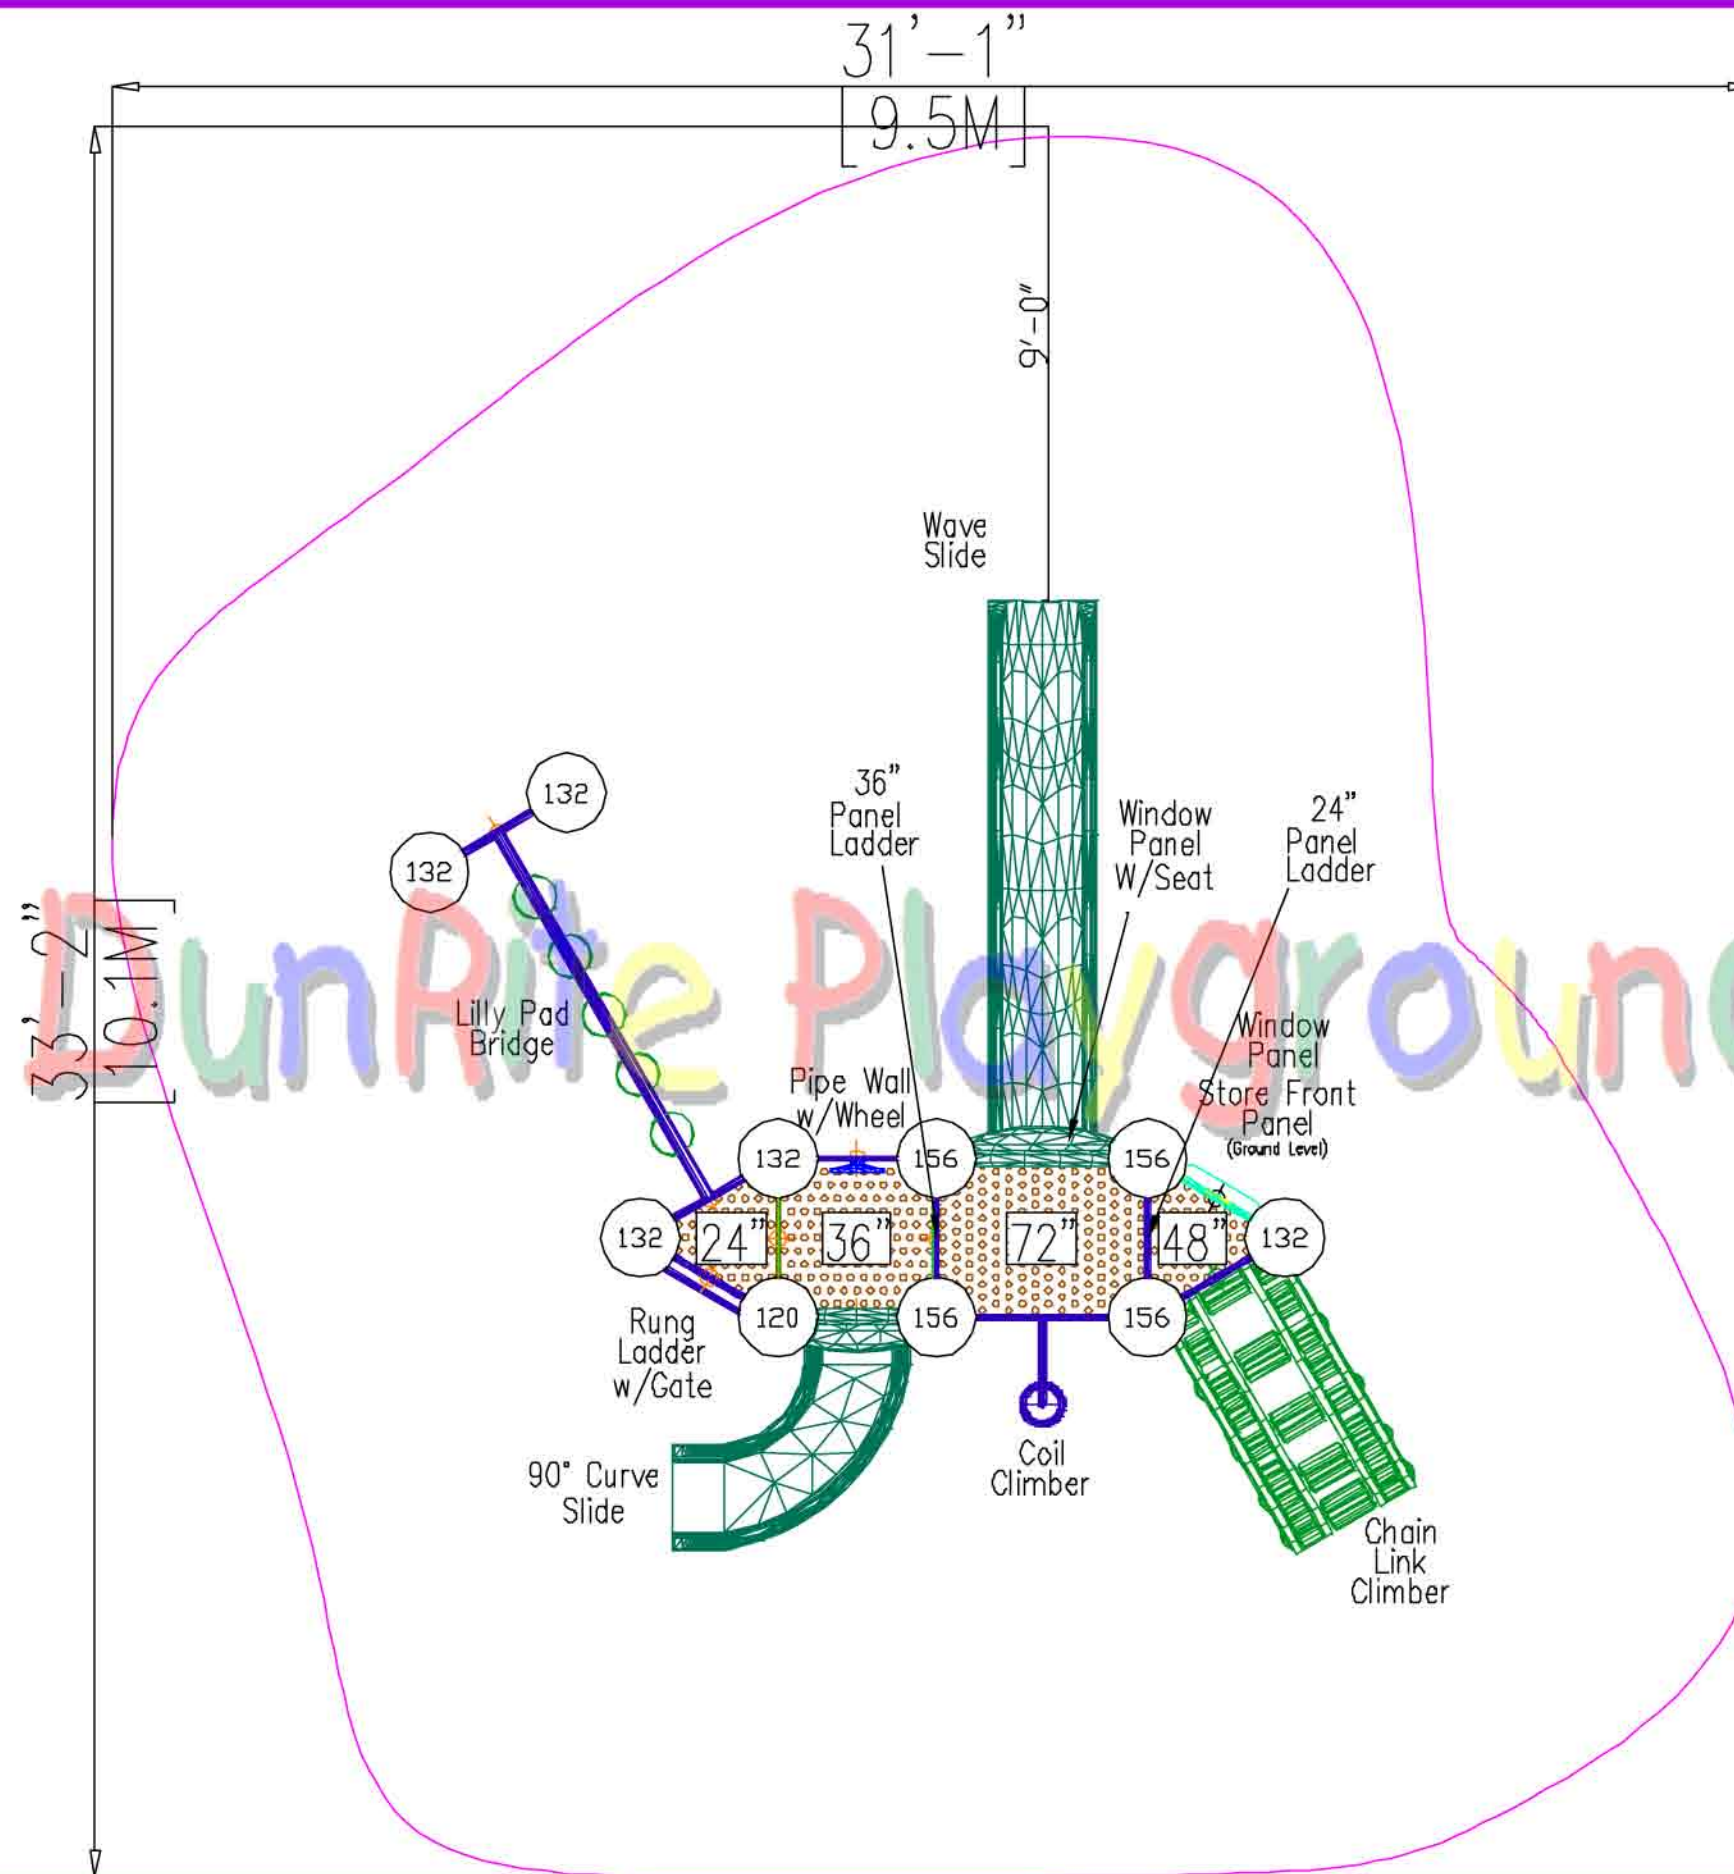 31'-1"
[9.5M]
9'-0"
Wave
Slide
36"
Panel
Ladder
Window
Panel
W/Seat
24"
Panel
Ladder
132
132
33'-2"
[10.1M]
DunRite Playground
Lilly Pad
Bridge
Pipe Wall
w/Wheel
Window
Panel
Store Front
Panel
(Ground Level)
132
156
156
132
24"
36"
72"
48"
132
120
156
156
Rung
Ladder
w/Gate
90° Curve
Slide
Coil
Climber
Chain
Link
Climber